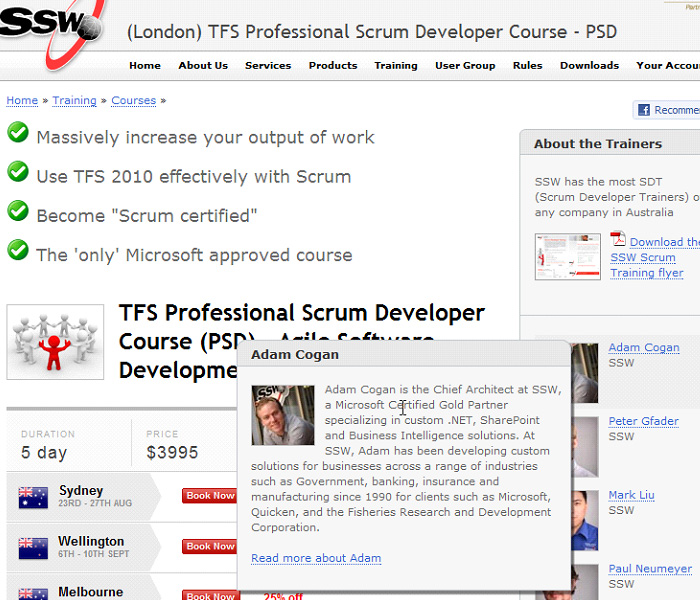 Part
SSW
(London) TFS Professional Scrum Developer Course - PSD
Home About Us Services Products Training User Group Rules Downloads Your Accou
Home » Training » Courses »
Recomme
Massively increase your output of work
Use TFS 2010 effectively with Scrum
Become "Scrum certified"
The 'only' Microsoft approved course
About the Trainers
SSW has the most SDT
(Scrum Developer Trainers) o
any company in Australia
Download the
SSW Scrum
Training flyer
TFS Professional Scrum Developer
Course (PSD) - Agile Software
Developme
DURATION
5 day
PRICE
$3995
Sydney
23RD - 27TH AUG
Book Now
Wellington
6TH - 10TH SEPT
Book Now
Melbourne
Book Now
25% off
Adam Cogan
Adam Cogan is the Chief Architect at SSW,
a Microsoft Certified Gold Partner
specializing in custom .NET, SharePoint
and Business Intelligence solutions. At
SSW, Adam has been developing custom
solutions for businesses across a range of industries
such as Government, banking, insurance and
manufacturing since 1990 for clients such as Microsoft,
Quicken, and the Fisheries Research and Development
Corporation.
Read more about Adam
Adam Cogan
SSW
Peter Gfader
SSW
Mark Liu
SSW
Paul Neumeyer
SSW